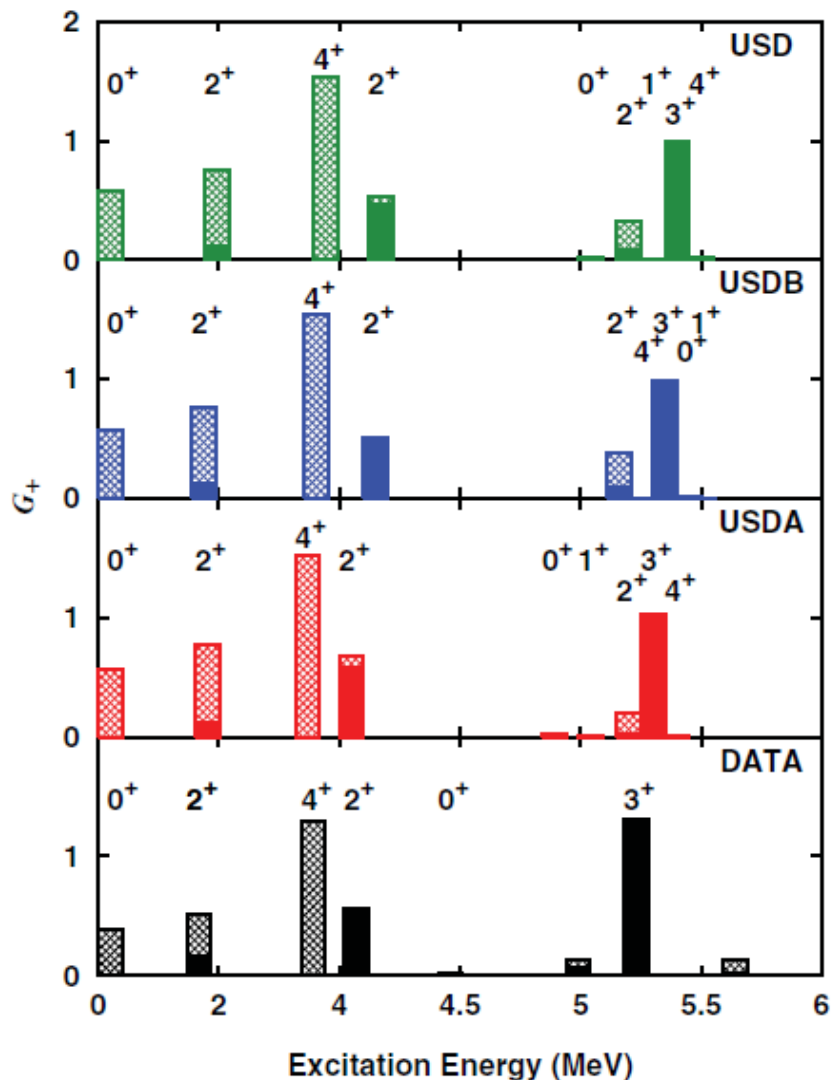 2
USD
4⁺
0⁺ 2⁺ 2⁺ 0⁺ 1⁺ 4⁺
2⁺ 3⁺
1
0
USDB
4⁺
0⁺ 2⁺ 2⁺ 2⁺ 3⁺ 1⁺
4⁺ 0⁺
1
0
G₊
USDA
4⁺
0⁺ 2⁺ 2⁺ 0⁺ 1⁺ 3⁺
2⁺ 4⁺
1
0
DATA
0⁺ 2⁺ 4⁺ 2⁺ 0⁺ 3⁺
1
0
0 2 4 4.5 5 5.5 6
Excitation Energy (MeV)